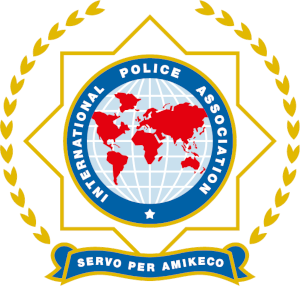 INTERNATIONAL POLICE ASSOCIATION
SERVO PER AMIKECO